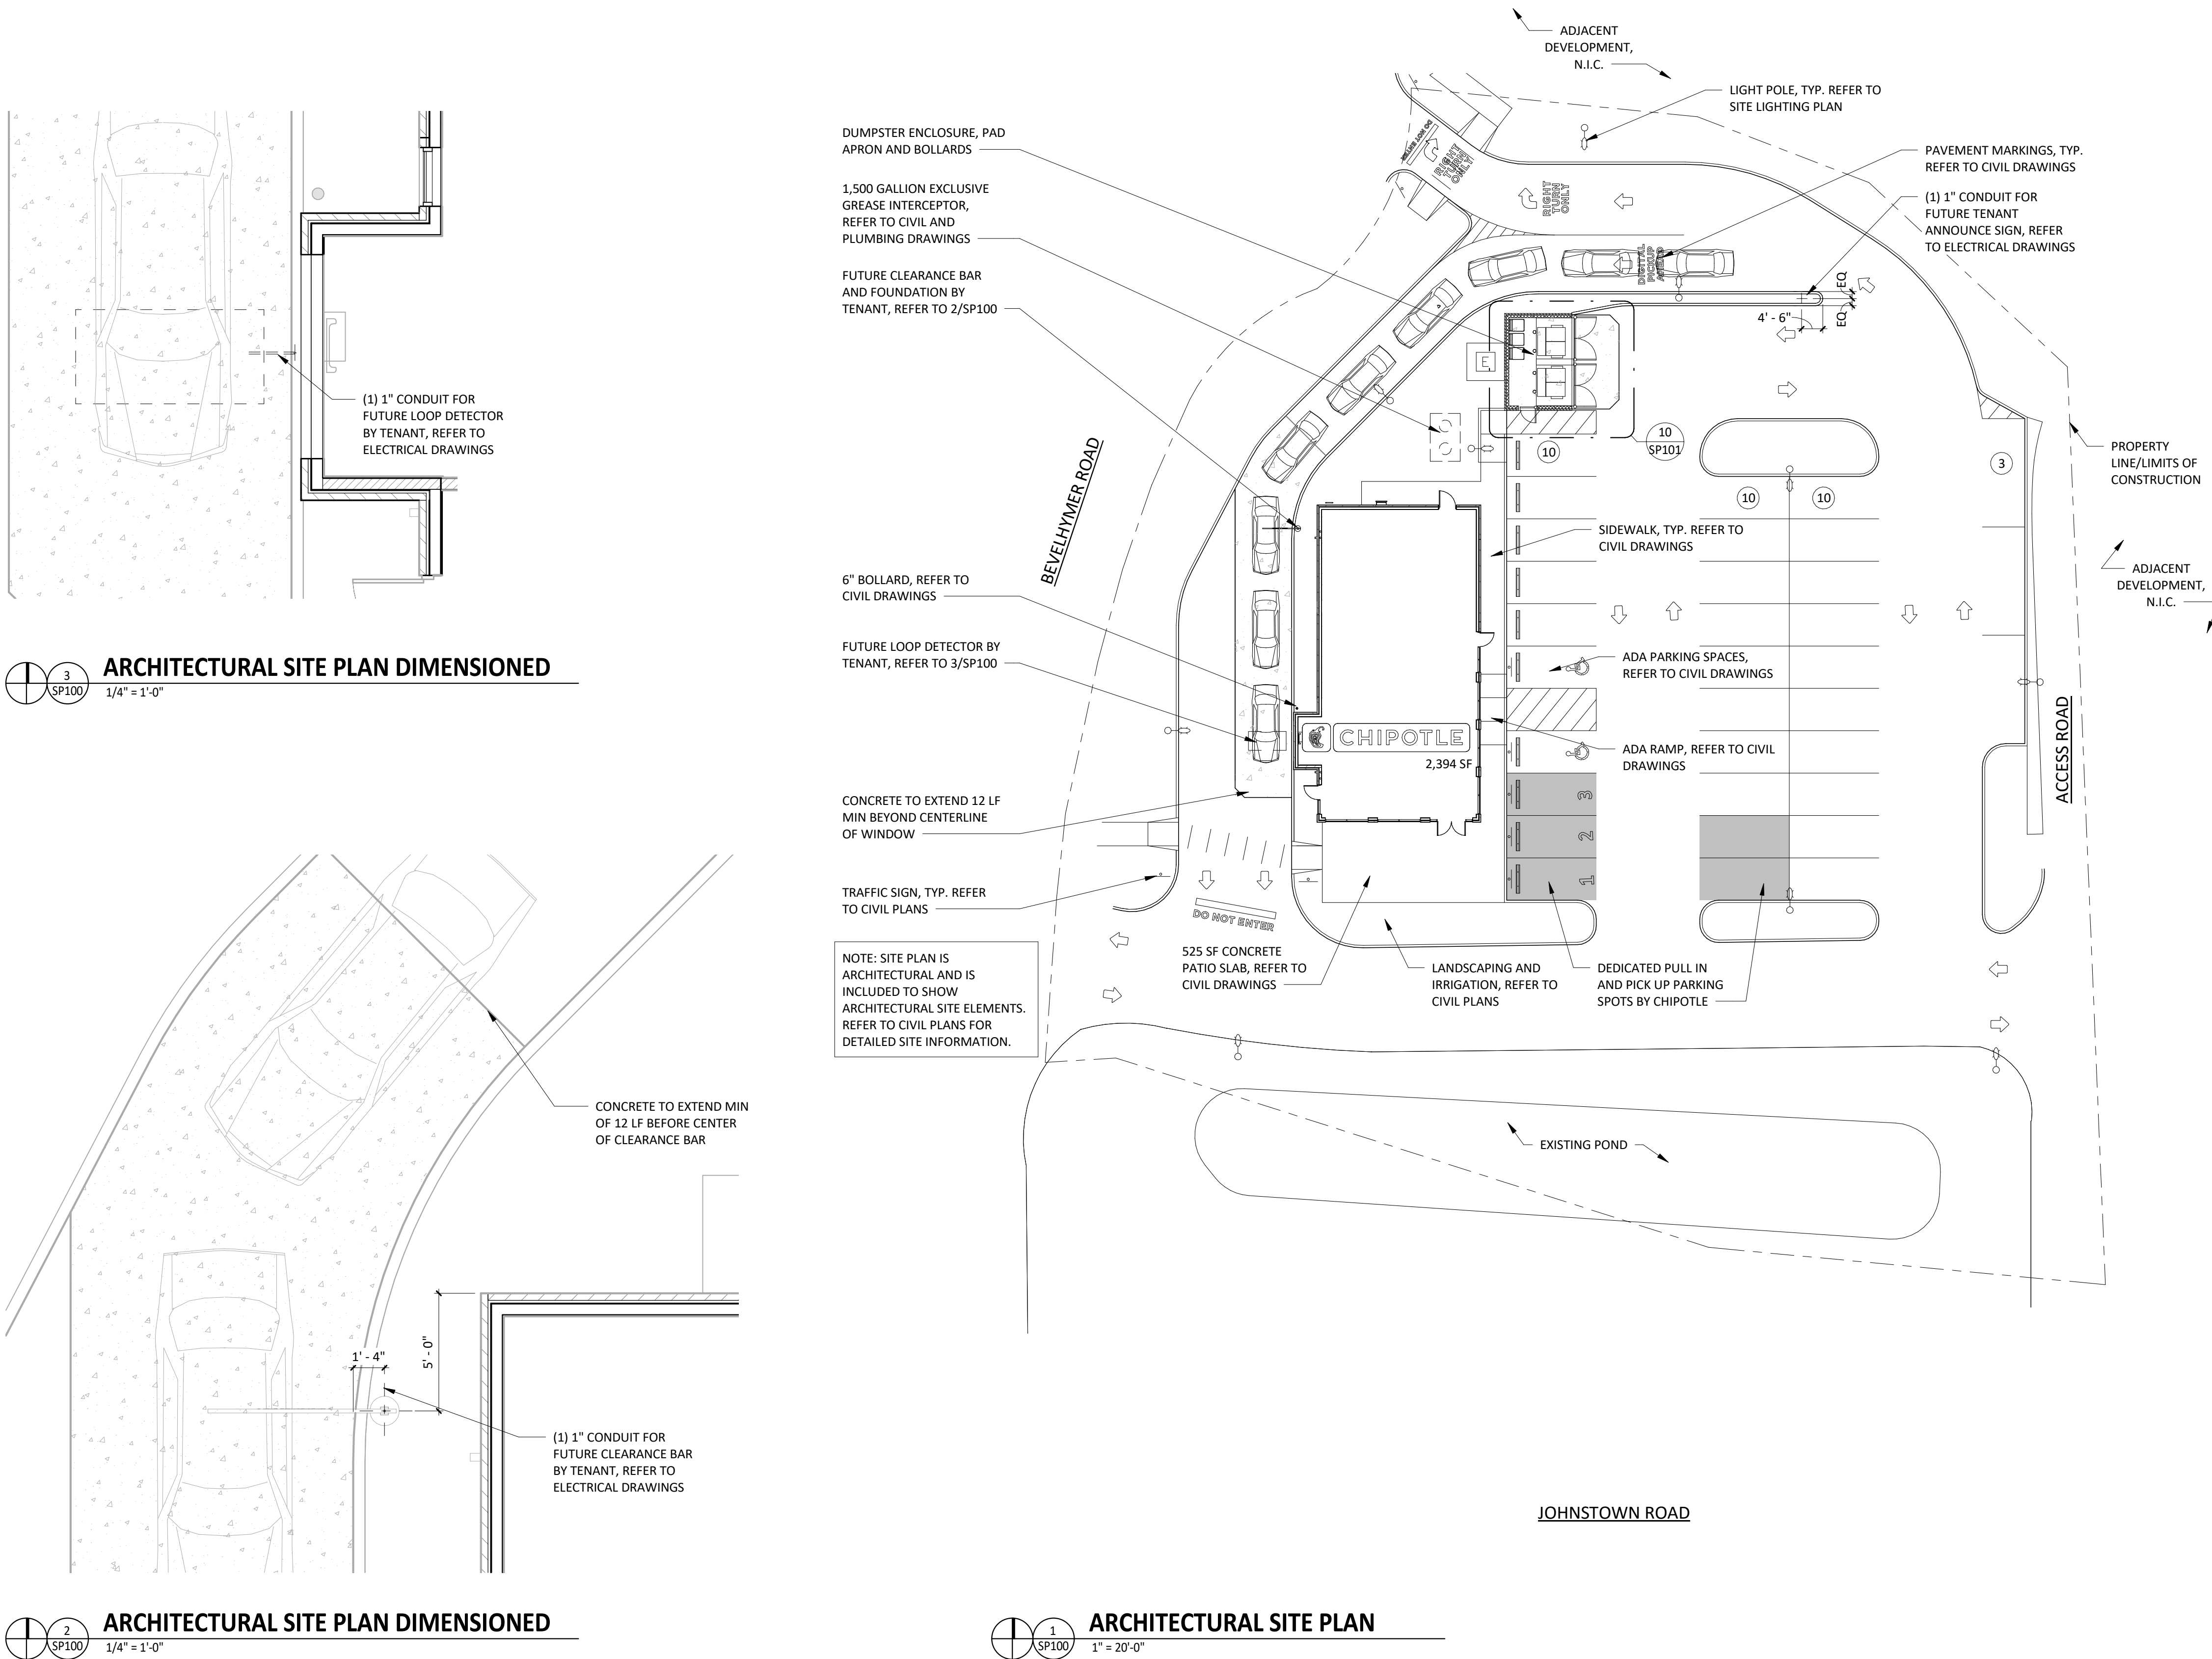 ADJACENT
DEVELOPMENT,
N.I.C.
LIGHT POLE, TYP. REFER TO
SITE LIGHTING PLAN
DUMPSTER ENCLOSURE, PAD
APRON AND BOLLARDS
PAVEMENT MARKINGS, TYP.
REFER TO CIVIL DRAWINGS
1,500 GALLION EXCLUSIVE
GREASE INTERCEPTOR,
REFER TO CIVIL AND
PLUMBING DRAWINGS
(1) 1" CONDUIT FOR
FUTURE TENANT
ANNOUNCE SIGN, REFER
TO ELECTRICAL DRAWINGS
DO NOT ENTER
RIGHT
TURN
ONLY
RIGHT
TURN
ONLY
DIGITAL
PICKUP
AHEAD
FUTURE CLEARANCE BAR
AND FOUNDATION BY
TENANT, REFER TO 2/SP100
EQ
EQ
4' - 6"
E
(1) 1" CONDUIT FOR
FUTURE LOOP DETECTOR
BY TENANT, REFER TO
ELECTRICAL DRAWINGS
BEVELHYMER ROAD
10
10
SP101
10
10
3
PROPERTY
LINE/LIMITS OF
CONSTRUCTION
SIDEWALK, TYP. REFER TO
CIVIL DRAWINGS
ADJACENT
DEVELOPMENT,
N.I.C.
6" BOLLARD, REFER TO
CIVIL DRAWINGS
FUTURE LOOP DETECTOR BY
TENANT, REFER TO 3/SP100
ADA PARKING SPACES,
REFER TO CIVIL DRAWINGS
3
SP100
ARCHITECTURAL SITE PLAN DIMENSIONED
1/4" = 1'-0"
CHIPOTLE
2,394 SF
ADA RAMP, REFER TO CIVIL
DRAWINGS
ACCESS ROAD
CONCRETE TO EXTEND 12 LF
MIN BEYOND CENTERLINE
OF WINDOW
3
2
1
TRAFFIC SIGN, TYP. REFER
TO CIVIL PLANS
DO NOT ENTER
NOTE: SITE PLAN IS
ARCHITECTURAL AND IS
INCLUDED TO SHOW
ARCHITECTURAL SITE ELEMENTS.
REFER TO CIVIL PLANS FOR
DETAILED SITE INFORMATION.
525 SF CONCRETE
PATIO SLAB, REFER TO
CIVIL DRAWINGS
LANDSCAPING AND
IRRIGATION, REFER TO
CIVIL PLANS
DEDICATED PULL IN
AND PICK UP PARKING
SPOTS BY CHIPOTLE
CONCRETE TO EXTEND MIN
OF 12 LF BEFORE CENTER
OF CLEARANCE BAR
EXISTING POND
1' - 4"
5' - 0"
(1) 1" CONDUIT FOR
FUTURE CLEARANCE BAR
BY TENANT, REFER TO
ELECTRICAL DRAWINGS
JOHNSTOWN ROAD
2
SP100
ARCHITECTURAL SITE PLAN DIMENSIONED
1/4" = 1'-0"
1
SP100
ARCHITECTURAL SITE PLAN
1" = 20'-0"